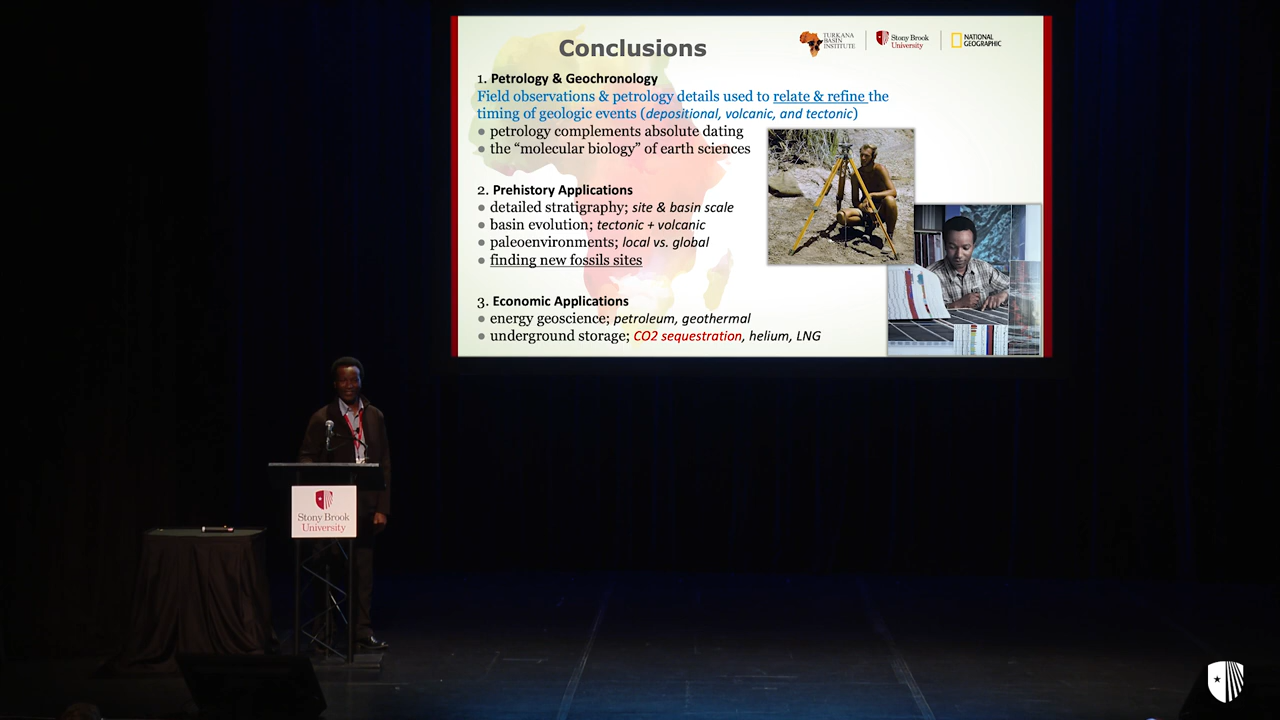 Conclusions
TURKANA
BASIN
INSTITUTE
Stony Brook
University
NATIONAL
GEOGRAPHIC
1. Petrology & Geochronology
Field observations & petrology details used to relate & refine the
timing of geologic events (depositional, volcanic, and tectonic)
● petrology complements absolute dating
● the “molecular biology” of earth sciences
2. Prehistory Applications
● detailed stratigraphy; site & basin scale
● basin evolution; tectonic + volcanic
● paleoenvironments; local vs. global
● finding new fossils sites
3. Economic Applications
● energy geoscience; petroleum, geothermal
● underground storage; CO2 sequestration, helium, LNG
Stony Brook
University